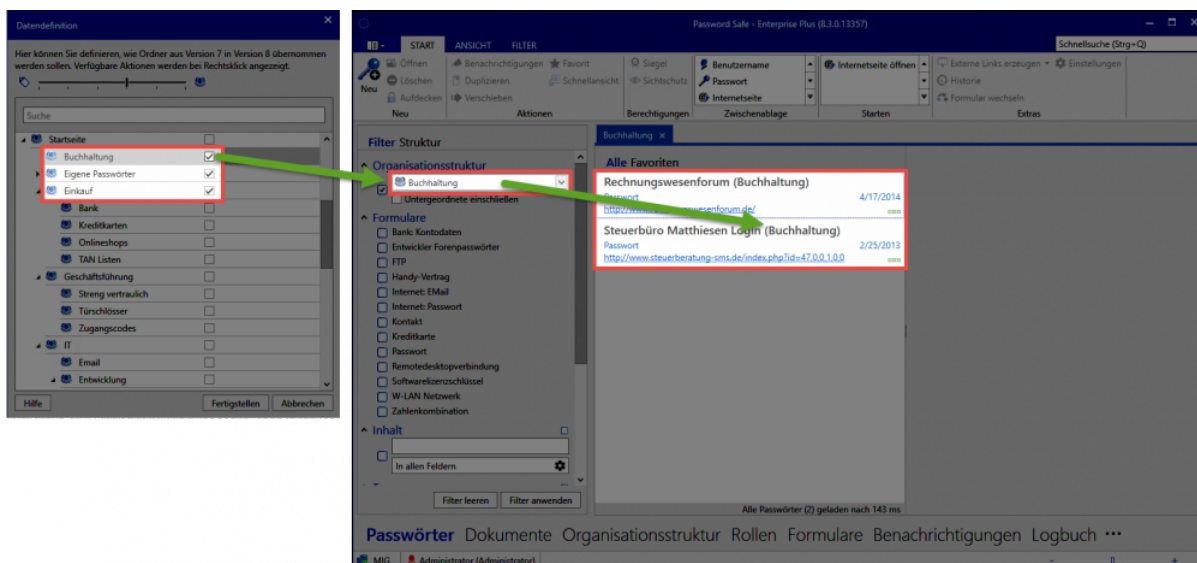 Datendefinition
Hier können Sie definieren, wie Ordner aus Version 7 in Version 8 übernommen
werden sollen. Verfügbare Aktionen werden bei Rechtsklick angezeigt.
Suche
Startseite
Buchhaltung
Eigene Passwörter
Einkauf
Bank
Kreditkarten
Onlineshops
TAN Listen
Geschäftsführung
Streng vertraulich
Türschlösser
Zugangscodes
IT
Email
Entwicklung
Hilfe Fertigstellen Abbrechen
Password Safe - Enterprise Plus (8.3.0.13357)
START ANSICHT FILTER Schnellsuche (Strg+Q)
Neu
Öffnen
Löschen
Aufdecken
Neu
Benachrichtigungen Favorit
Duplizieren Schnellansicht
Verschieben
Aktionen
Siegel
Sichtschutz
Berechtigungen
Benutzername
Passwort
Internetseite
Zwischenablage
Internetseite öffnen
Starten
Externe Links erzeugen Einstellungen
Historie
Formular wechseln
Extras
Filter Struktur
Organisationsstruktur
Buchhaltung
Untergeordnete einschließen
Formulare
Bank: Kontodaten
Entwickler Forenpasswörter
FTP
Handy-Vertrag
Internet: EMail
Internet: Passwort
Kontakt
Kreditkarte
Passwort
Remotedesktopverbindung
Softwarelizenzschlüssel
W-LAN Netzwerk
Zahlenkombination
Inhalt
In allen Feldern
Filter leeren Filter anwenden
Buchhaltung ×
Alle Favoriten
Rechnungswesenforum (Buchhaltung)
Passwort 4/17/2014
Steuerbüro Matthiesen Login (Buchhaltung)
Passwort 2/25/2013
http://www.steuerberatung-sms.de/index.php?id=47,0,0,1,0,0
Alle Passwörter (2) geladen nach 143 ms
Passwörter Dokumente Organisationsstruktur Rollen Formulare Benachrichtigungen Logbuch •••
MIG Administrator (Administrator)